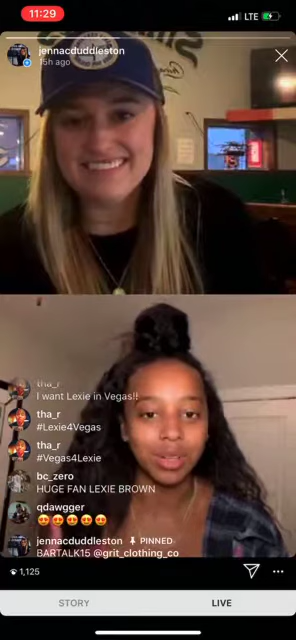 11:29
LTE
jennacduddleston
15h ago
tha_r
I want Lexie in Vegas!!
tha_r
#Lexie4Vegas
tha_r
#Vegas4Lexie
bc_zero
HUGE FAN LEXIE BROWN
qdawgger
😍😍😍😍😍
jennacduddleston PINNED
BARTALK15 @grit_clothing_co
1,125
STORY LIVE